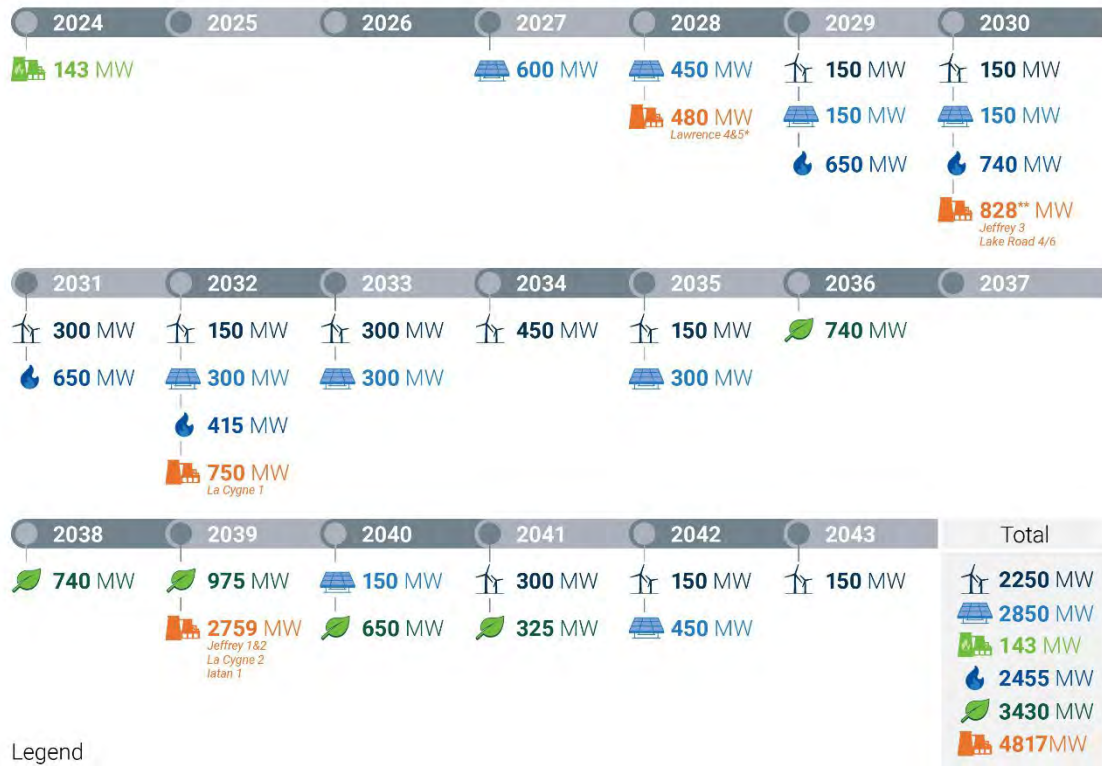 2024 2025 2026 2027 2028 2029 2030
143 MW 600 MW 450 MW 150 MW 150 MW
480 MW 150 MW 150 MW
Lawrence 4&5*
650 MW 740 MW
828** MW
Jeffrey 3
Lake Road 4/6
2031 2032 2033 2034 2035 2036 2037
300 MW 150 MW 300 MW 450 MW 150 MW 740 MW
650 MW 300 MW 300 MW 300 MW
415 MW
750 MW
La Cygne 1
2038 2039 2040 2041 2042 2043 Total
740 MW 975 MW 150 MW 300 MW 150 MW 150 MW 2250 MW
2759 MW 650 MW 325 MW 450 MW 2850 MW
Jeffrey 1&2
La Cygne 2
Iatan 1
143 MW
2455 MW
3430 MW
4817MW
Legend